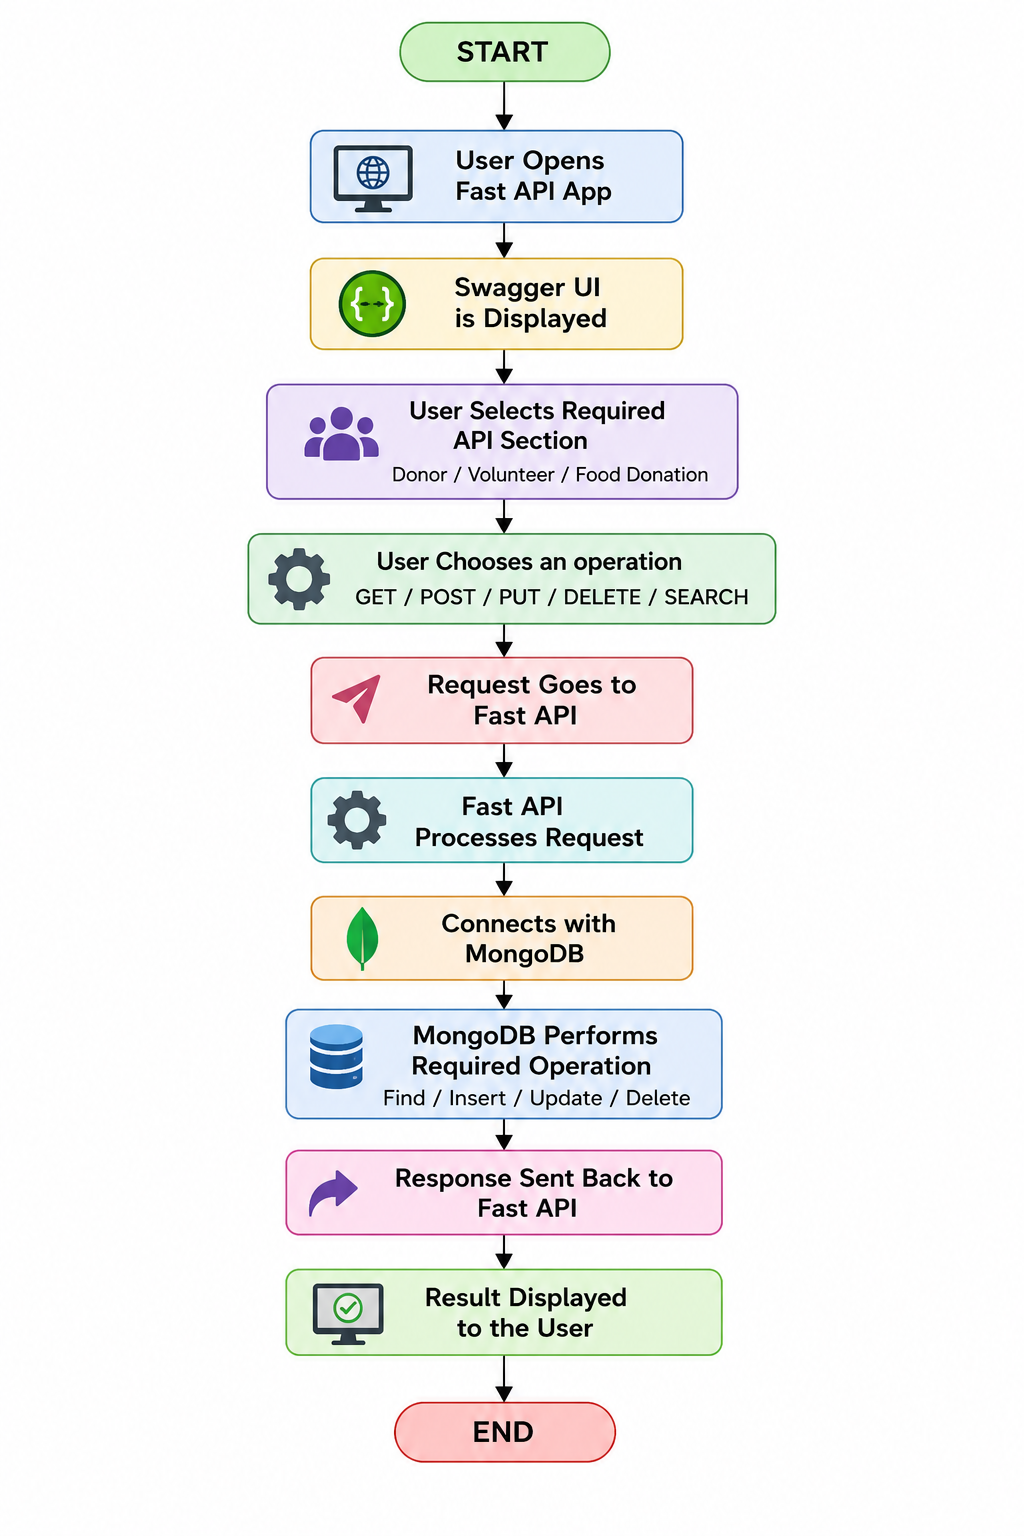 START
User Opens
Fast API App
Swagger UI
is Displayed
User Selects Required
API Section
Donor / Volunteer / Food Donation
User Chooses an operation
GET / POST / PUT / DELETE / SEARCH
Request Goes to
Fast API
Fast API
Processes Request
Connects with
MongoDB
MongoDB Performs
Required Operation
Find / Insert / Update / Delete
Response Sent Back to
Fast API
Result Displayed
to the User
END